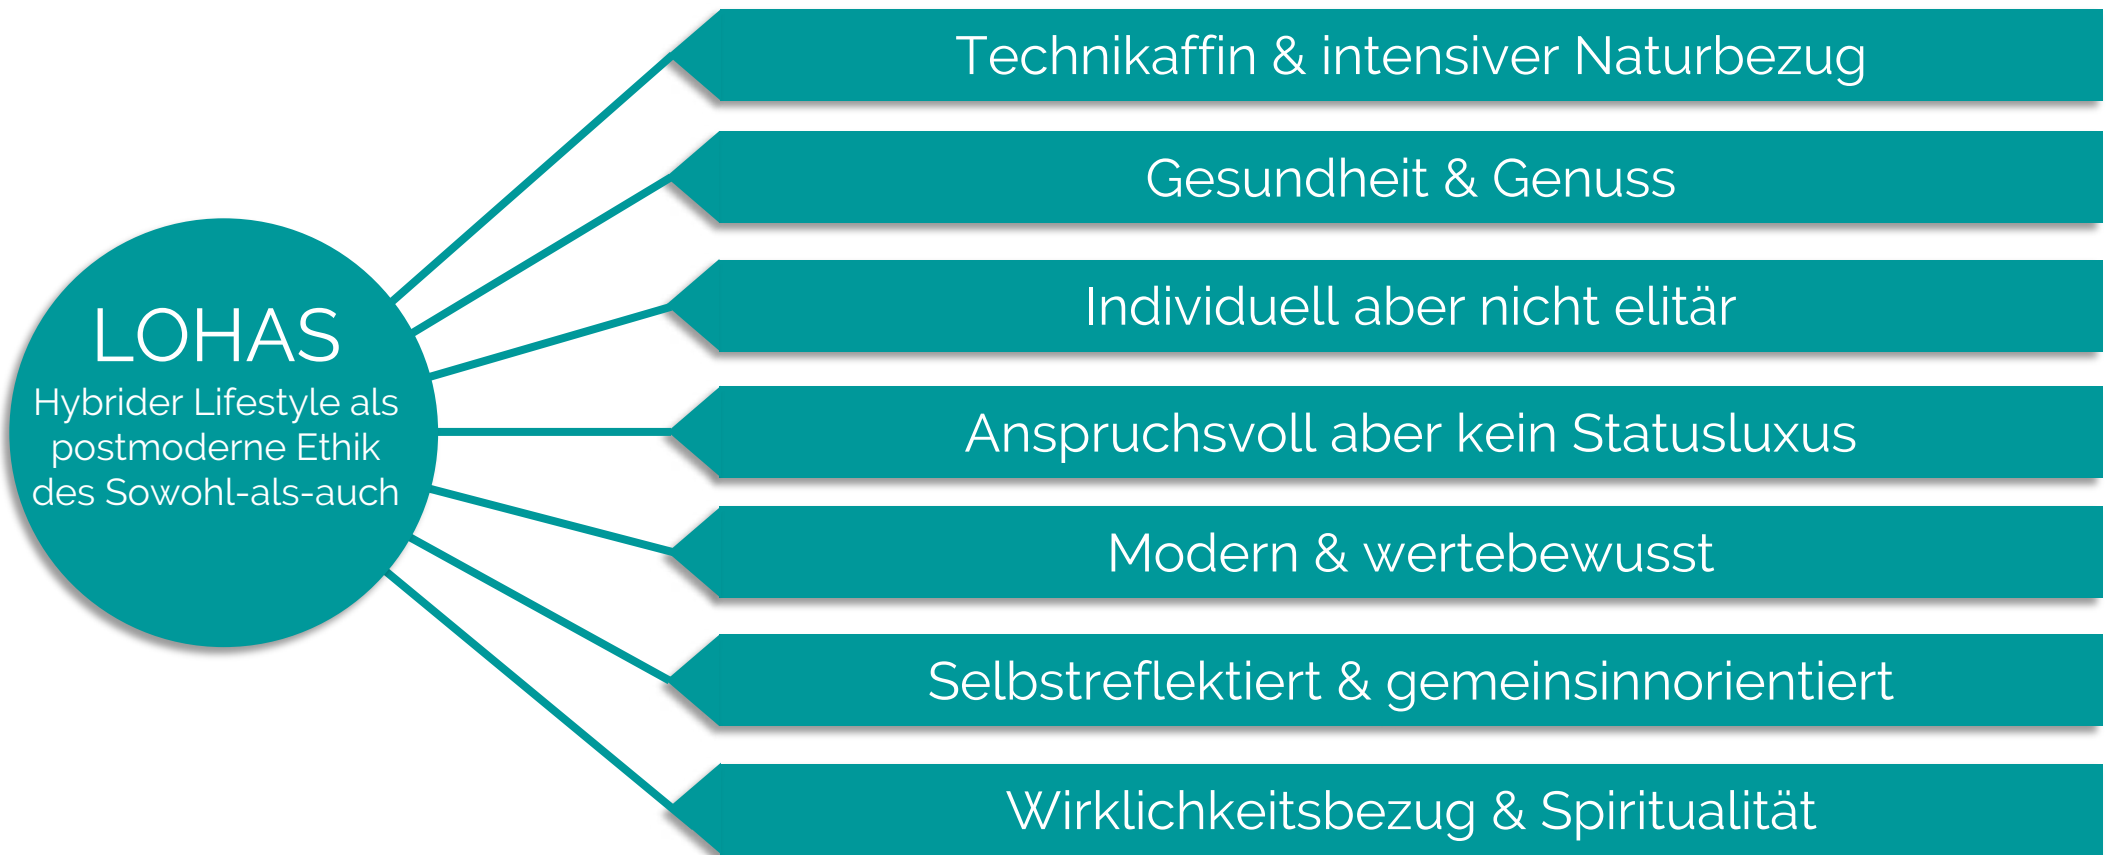 LOHAS
Hybrider Lifestyle als
postmoderne Ethik
des Sowohl-als-auch
Technikaffin & intensiver Naturbezug
Gesundheit & Genuss
Individuell aber nicht elitär
Anspruchsvoll aber kein Statusluxus
Modern & wertebewusst
Selbstreflektiert & gemeinsinnorientiert
Wirklichkeitsbezug & Spiritualität